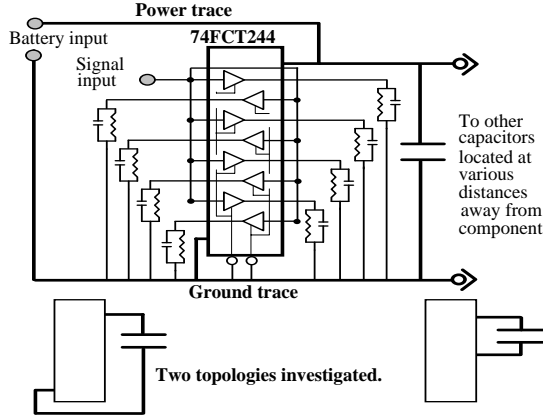 Power trace
Battery input
74FCT244
Signal
input
To other
capacitors
located at
various
distances
away from
component
Ground trace
Two topologies investigated.